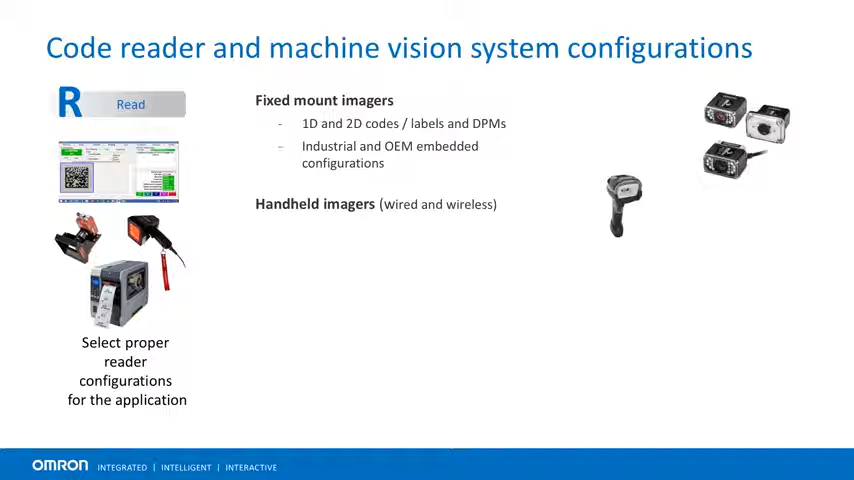 Code reader and machine vision system configurations
R Read
Fixed mount imagers
- 1D and 2D codes / labels and DPMs
- Industrial and OEM embedded
configurations
Handheld imagers (wired and wireless)
Select proper
reader
configurations
for the application
OMRON INTEGRATED | INTELLIGENT | INTERACTIVE